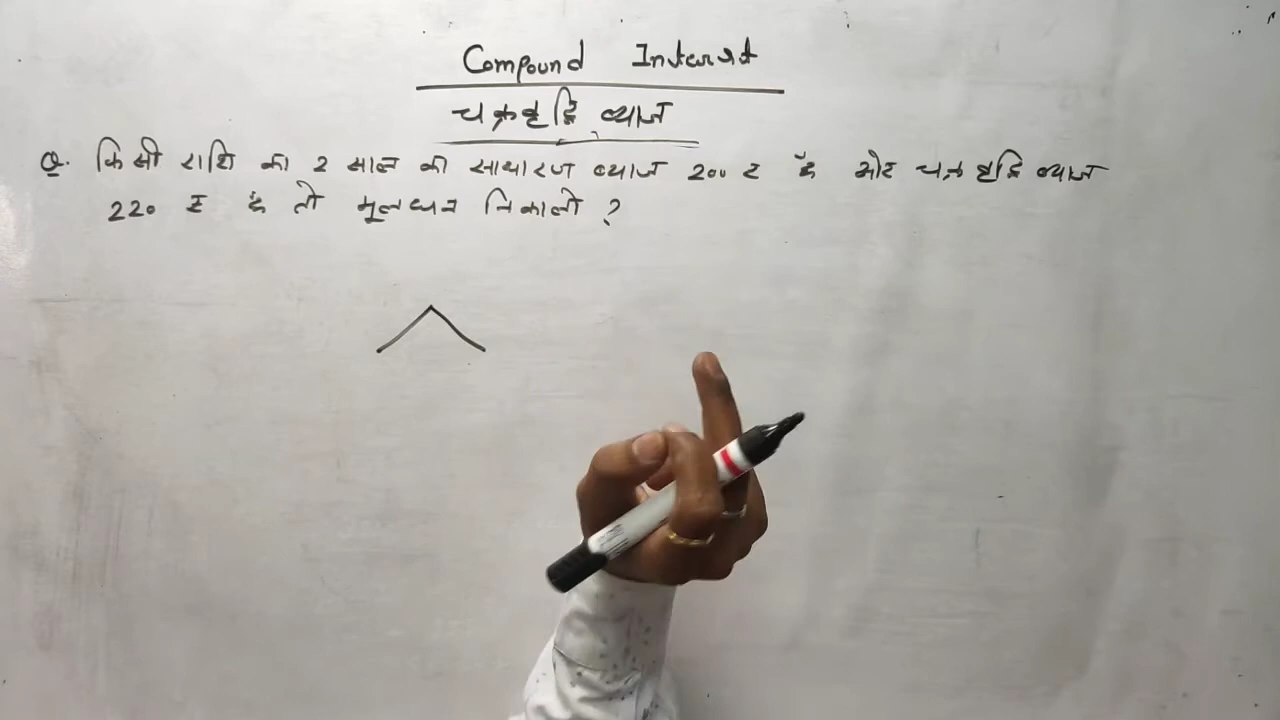 Compound Interest
चक्रवृद्धि ब्याज
Q. किसी राशि का 2 साल का साधारण ब्याज 200 रु है और चक्रवृद्धि ब्याज
220 रु है तो मूलधन निकालो ?